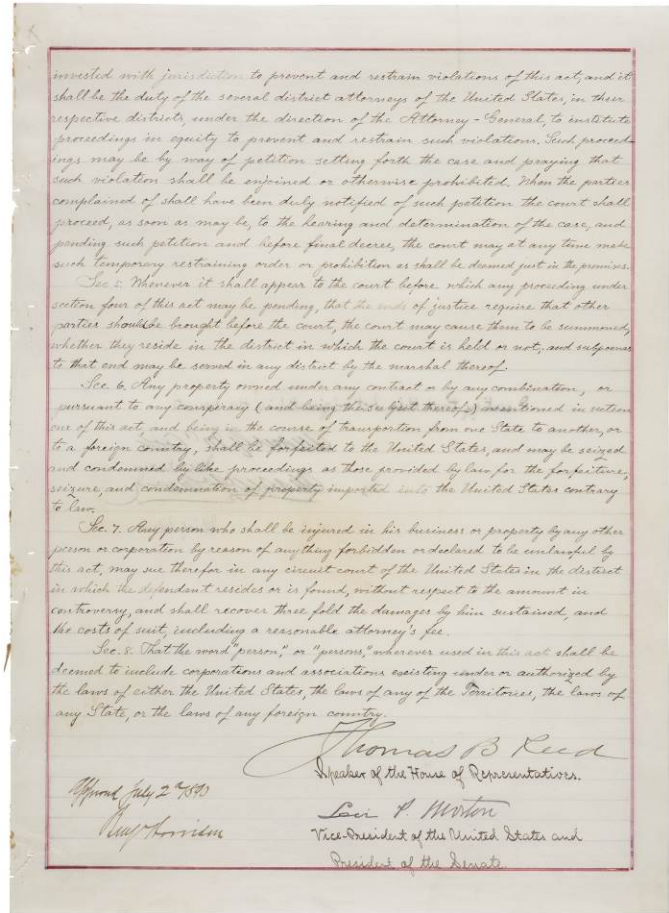 invested with jurisdiction to prevent and restrain violations of this act; and it
shall be the duty of the several district attorneys of the United States, in their
respective districts, under the direction of the Attorney-General, to institute
proceedings in equity to prevent and restrain such violations. Such proceed-
ings may be by way of petition setting forth the case and praying that
such violation shall be enjoined or otherwise prohibited. When the parties
complained of shall have been duly notified of such petition the court shall
proceed, as soon as may be, to the hearing and determination of the case; and
pending such petition and before final decree, the court may at any time make
such temporary restraining order or prohibition as shall be deemed just in the premises.
Sec 5. Whenever it shall appear to the court before which any proceeding under
section four of this act may be pending, that the ends of justice require that other
parties should be brought before the court, the court may cause them to be summoned,
whether they reside in the district in which the court is held or not; and subpoenas
to that end may be served in any district by the marshal thereof.
Sec 6. Any property owned under any contract or by any combination, or
pursuant to any conspiracy (and being the subject thereof) mentioned in section
one of this act, and being in the course of transportion from one State to another, or
to a foreign country, shall be forfeited to the United States, and may be seized
and condemned by like proceedings as those provided by law for the forfeiture,
seizure, and condemnation of property imported into the United States contrary
to law.
Sec. 7. Any person who shall be injured in his business or property by any other
person or corporation by reason of anything forbidden or declared to be unlawful by
this act, may sue therefor in any circuit court of the United States in the district
in which the defendant resides or is found, without respect to the amount in
controversy, and shall recover three fold the damages by him sustained, and
the costs of suit, including a reasonable attorney's fee.
Sec. 8. That the word "person," or "persons," wherever used in this act shall be
deemed to include corporations and associations existing under or authorized by
the laws of either the United States, the laws of any of the Territories, the laws of
any State, or the laws of any foreign country.
Thomas B Reed
Speaker of the House of Representatives.
Approved July 2d 1890
Benj Harrison
Levi P. Morton
Vice-President of the United States and
President of the Senate.